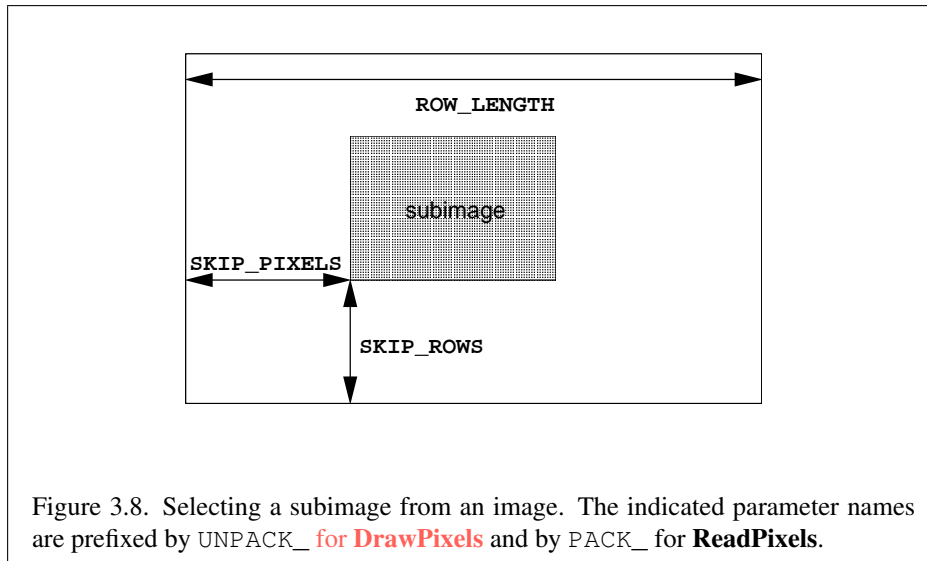 ROW_LENGTH
subimage
SKIP_PIXELS
SKIP_ROWS
Figure 3.8. Selecting a subimage from an image. The indicated parameter names
are prefixed by UNPACK_ for DrawPixels and by PACK_ for ReadPixels.